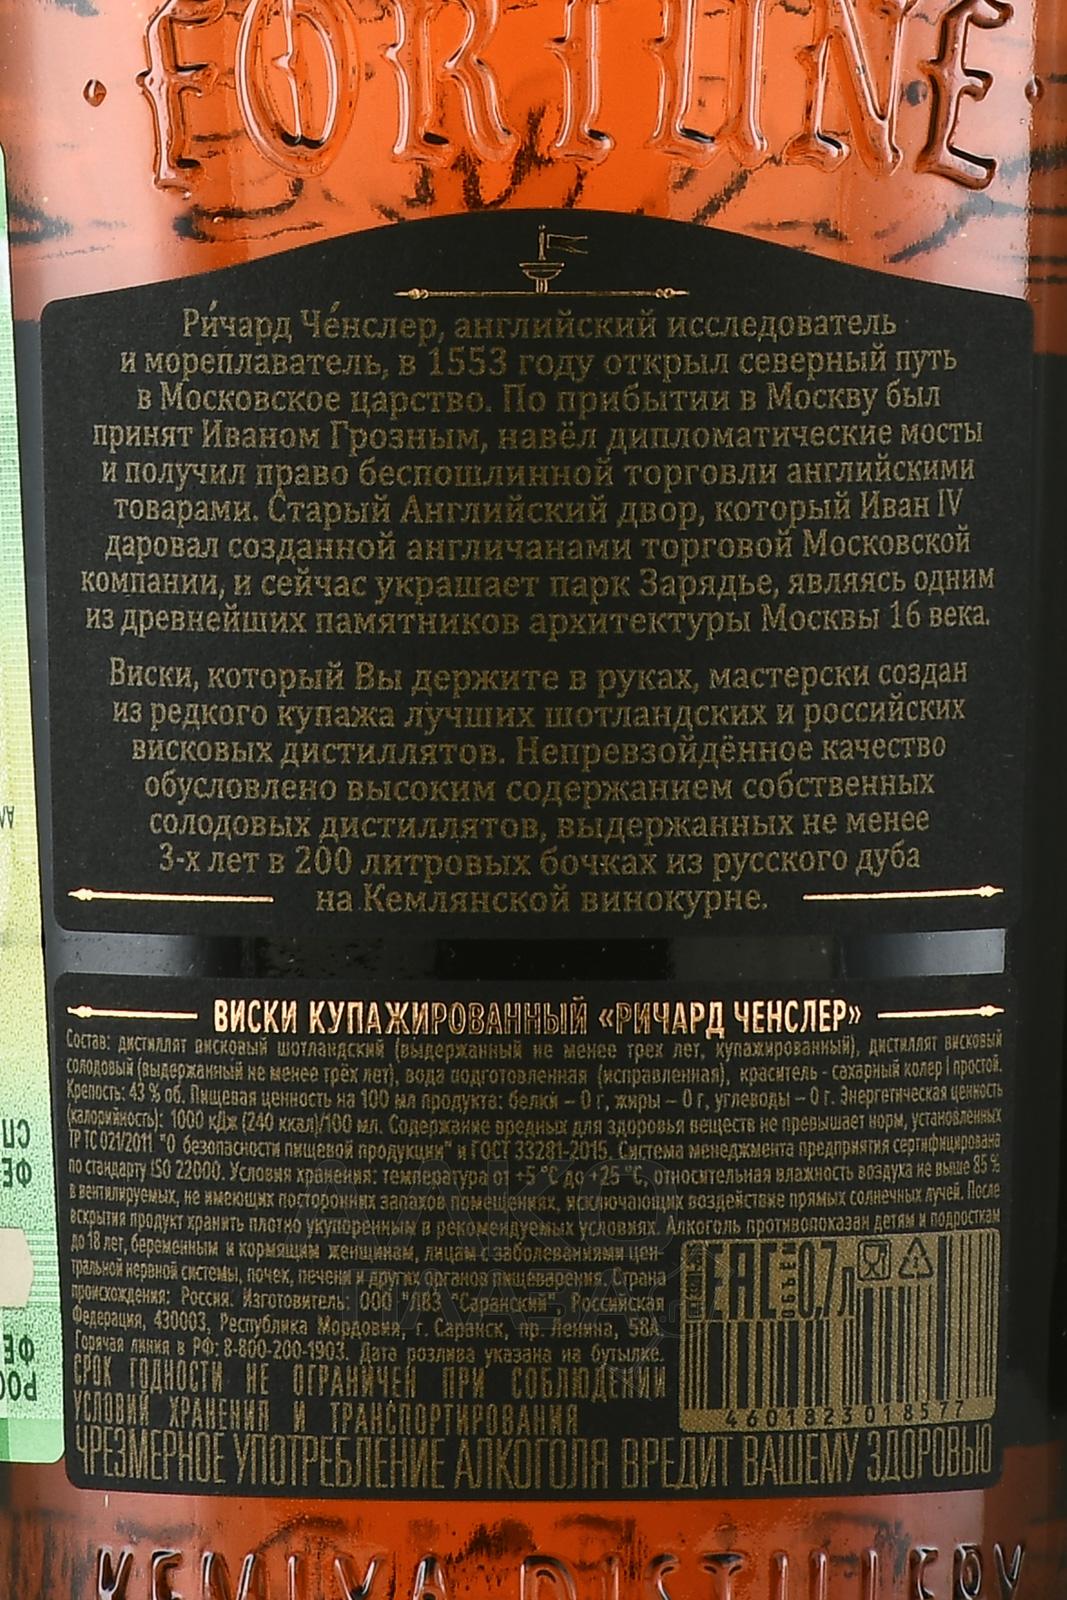 FORTUNE
Ри́чард Че́нслер, английский исследователь
и мореплаватель, в 1553 году открыл северный путь
в Московское царство. По прибытии в Москву был
принят Иваном Грозным, навёл дипломатические мосты
и получил право беспошлинной торговли английскими
товарами. Старый Английский двор, который Иван IV
даровал созданной англичанами торговой Московской
компании, и сейчас украшает парк Зарядье, являясь одним
из древнейших памятников архитектуры Москвы 16 века.
Виски, который Вы держите в руках, мастерски создан
из редкого купажа лучших шотландских и российских
висковых дистиллятов. Непревзойдённое качество
обусловлено высоким содержанием собственных
солодовых дистиллятов, выдержанных не менее
3-х лет в 200 литровых бочках из русского дуба
на Кемлянской винокурне.
ВИСКИ КУПАЖИРОВАННЫЙ «РИЧАРД ЧЕНСЛЕР»
Состав: дистиллят висковый шотландский (выдержанный не менее трех лет, купажированный), дистиллят висковый
солодовый (выдержанный не менее трёх лет), вода подготовленная (исправленная), краситель - сахарный колер I простой.
Крепость: 43 % об. Пищевая ценность на 100 мл продукта: белки – 0 г, жиры – 0 г, углеводы – 0 г. Энергетическая ценность
(калорийность): 1000 кДж (240 ккал)/100 мл. Содержание вредных для здоровья веществ не превышает норм, установленных
ТР ТС 021/2011 "О безопасности пищевой продукции" и ГОСТ 33281-2015. Система менеджмента предприятия сертифицирована
по стандарту ISO 22000. Условия хранения: температура от +5 °С до +25 °С, относительная влажность воздуха не выше 85 %
в вентилируемых, не имеющих посторонних запахов помещениях, исключающих воздействие прямых солнечных лучей. После
вскрытия продукт хранить плотно укупоренным в рекомендуемых условиях. Алкоголь противопоказан детям и подросткам
до 18 лет, беременным и кормящим женщинам, лицам с заболеваниями цен-
тральной нервной системы, почек, печени и других органов пищеварения. Страна
происхождения: Россия. Изготовитель: ООО "ЛВЗ "Саранский". Российская
Федерация, 430003, Республика Мордовия, г. Саранск, пр. Ленина, 58А.
Горячая линия в РФ: 8-800-200-1903. Дата розлива указана на бутылке.
СРОК ГОДНОСТИ НЕ ОГРАНИЧЕН ПРИ СОБЛЮДЕНИИ
УСЛОВИЙ ХРАНЕНИЯ И ТРАНСПОРТИРОВАНИЯ
ЕАС ОБЪЕМ 0,7 л
4601823018577
ЧРЕЗМЕРНОЕ УПОТРЕБЛЕНИЕ АЛКОГОЛЯ ВРЕДИТ ВАШЕМУ ЗДОРОВЬЮ
KEMLYA DISTILLERY